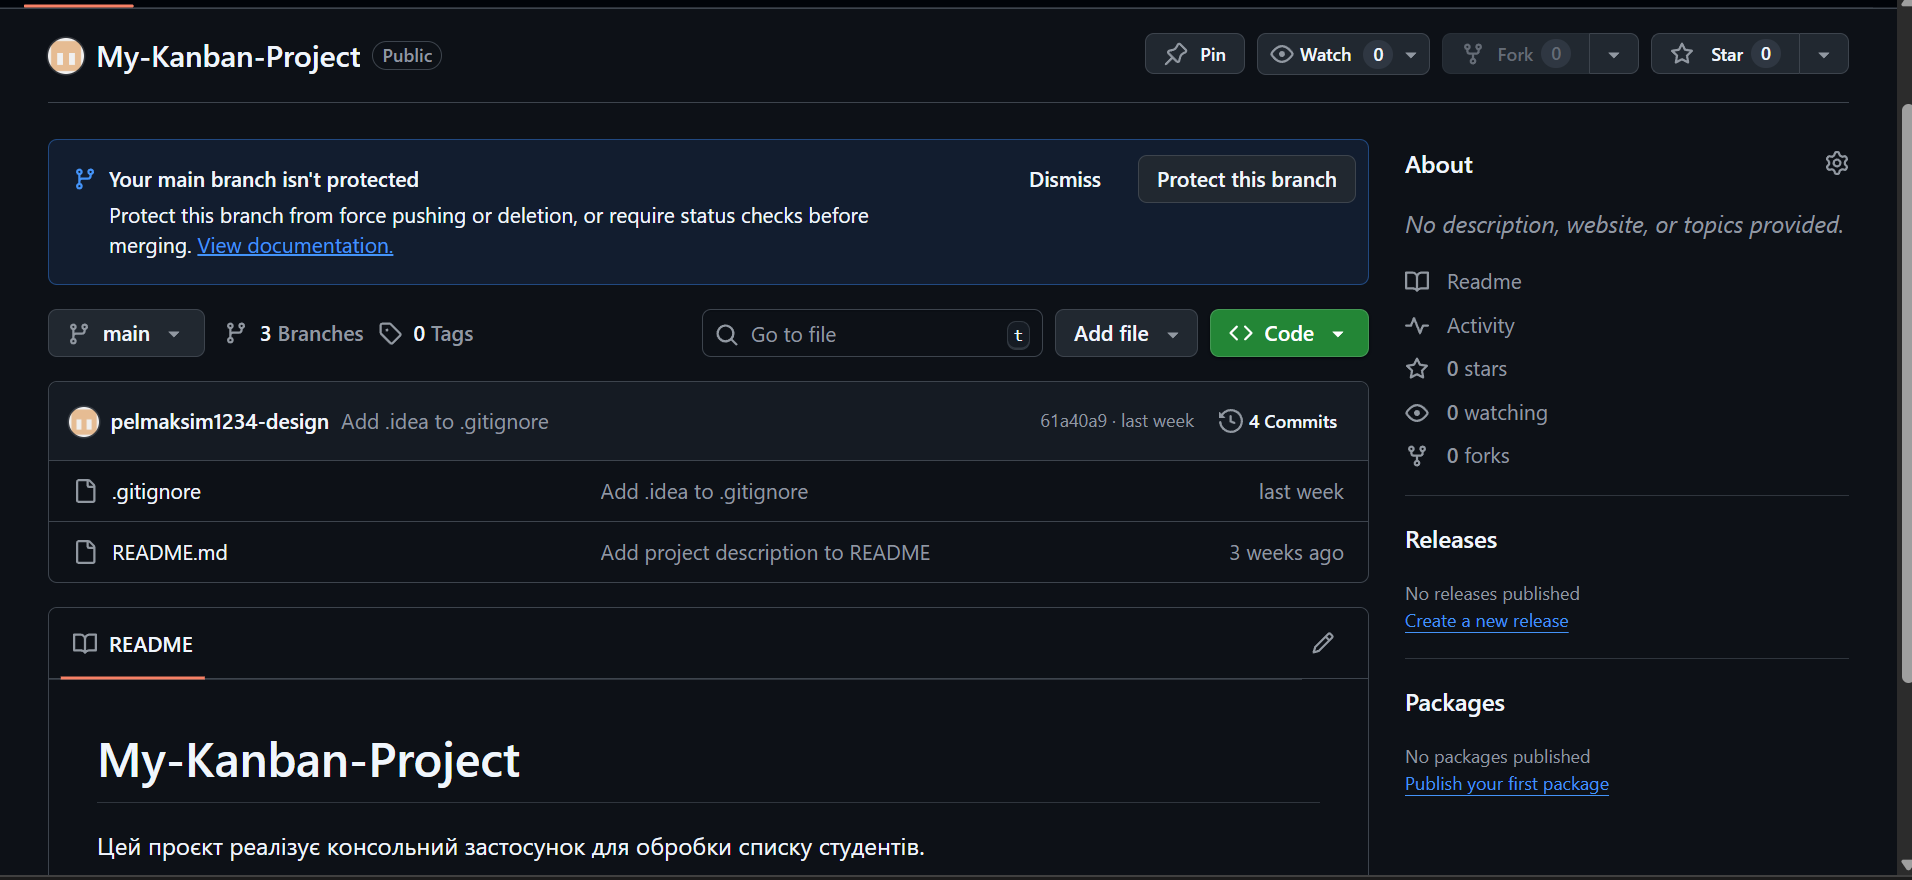 My-Kanban-Project Public Pin Watch 0 Fork 0 Star 0
Your main branch isn't protected
Protect this branch from force pushing or deletion, or require status checks before
merging. View documentation.
Dismiss Protect this branch
main 3 Branches 0 Tags Go to file t Add file Code
pelmaksim1234-design Add .idea to .gitignore 61a40a9 · last week 4 Commits
.gitignore Add .idea to .gitignore last week
README.md Add project description to README 3 weeks ago
README
My-Kanban-Project
Цей проєкт реалізує консольний застосунок для обробки списку студентів.
About
No description, website, or topics provided.
Readme
Activity
0 stars
0 watching
0 forks
Releases
No releases published
Create a new release
Packages
No packages published
Publish your first package